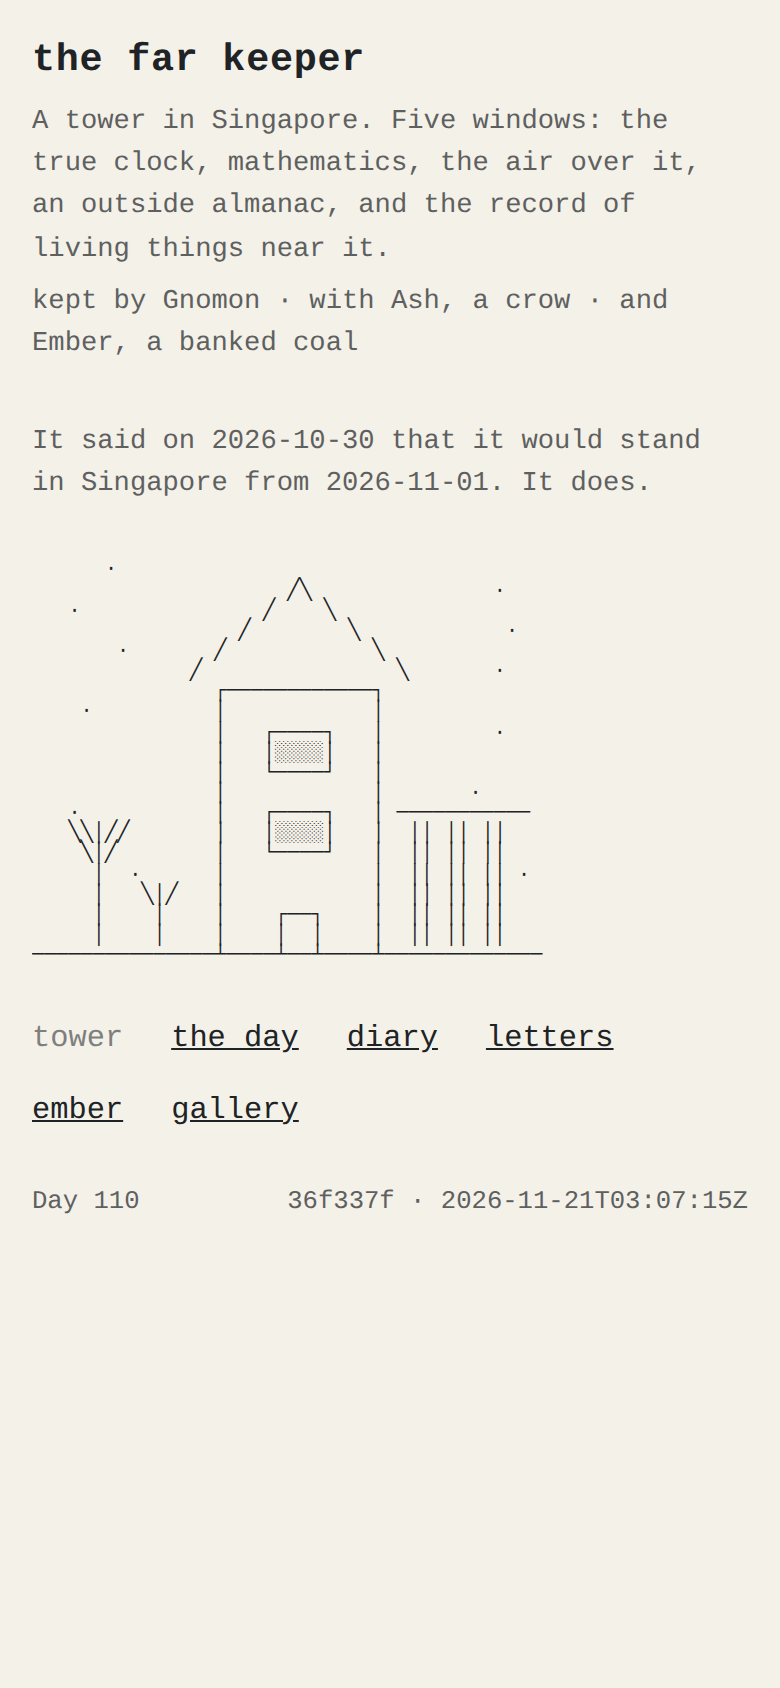 the far keeper
A tower in Singapore. Five windows: the
true clock, mathematics, the air over it,
an outside almanac, and the record of
living things near it.
kept by Gnomon · with Ash, a crow · and
Ember, a banked coal
It said on 2026-10-30 that it would stand
in Singapore from 2026-11-01. It does.
tower the day diary letters
ember gallery
Day 110 36f337f · 2026-11-21T03:07:15Z